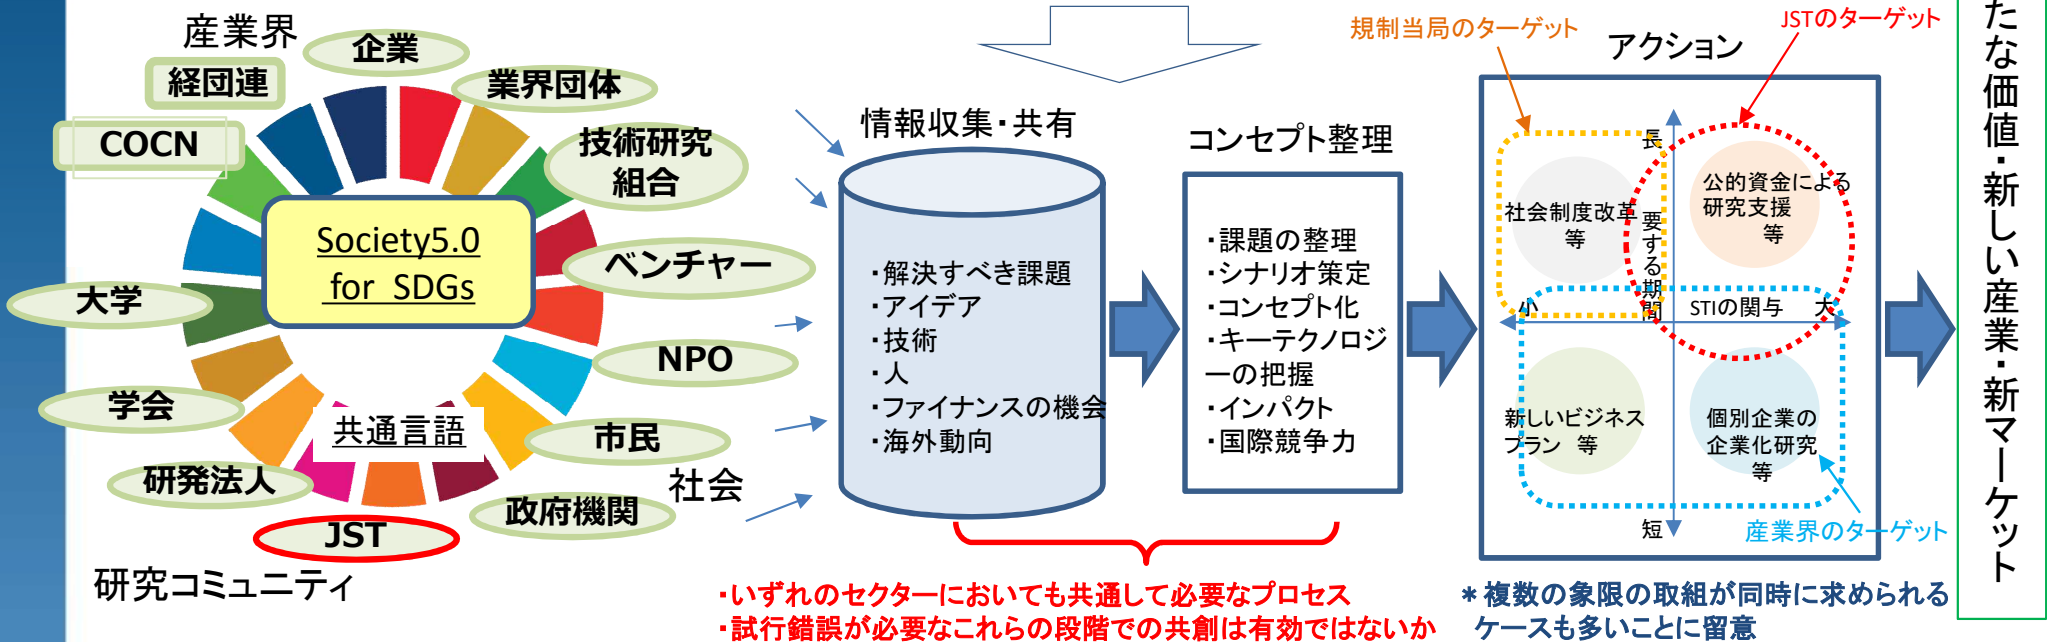 産業界
経団連
企業
業界団体
COCN
技術研究
組合
Society5.0
for SDGs
ベンチャー
大学
NPO
学会
共通言語
市民
研発法人
社会
政府機関
JST
研究コミュニティ
情報収集・共有
・解決すべき課題
・アイデア
・技術
・人
・ファイナンスの機会
・海外動向
コンセプト整理
・課題の整理
・シナリオ策定
・コンセプト化
・キーテクノロジ
ーの把握
・インパクト
・国際競争力
・いずれのセクターにおいても共通して必要なプロセス
・試行錯誤が必要なこれらの段階での共創は有効ではないか
規制当局のターゲット
アクション
JSTのターゲット
長
要する期間
短
小
STIの関与
大
社会制度改革
等
公的資金による
研究支援
等
新しいビジネス
プラン 等
個別企業の
企業化研究
等
産業界のターゲット
＊複数の象限の取組が同時に求められる
ケースも多いことに留意
たな価値・新しい産業・新マーケット